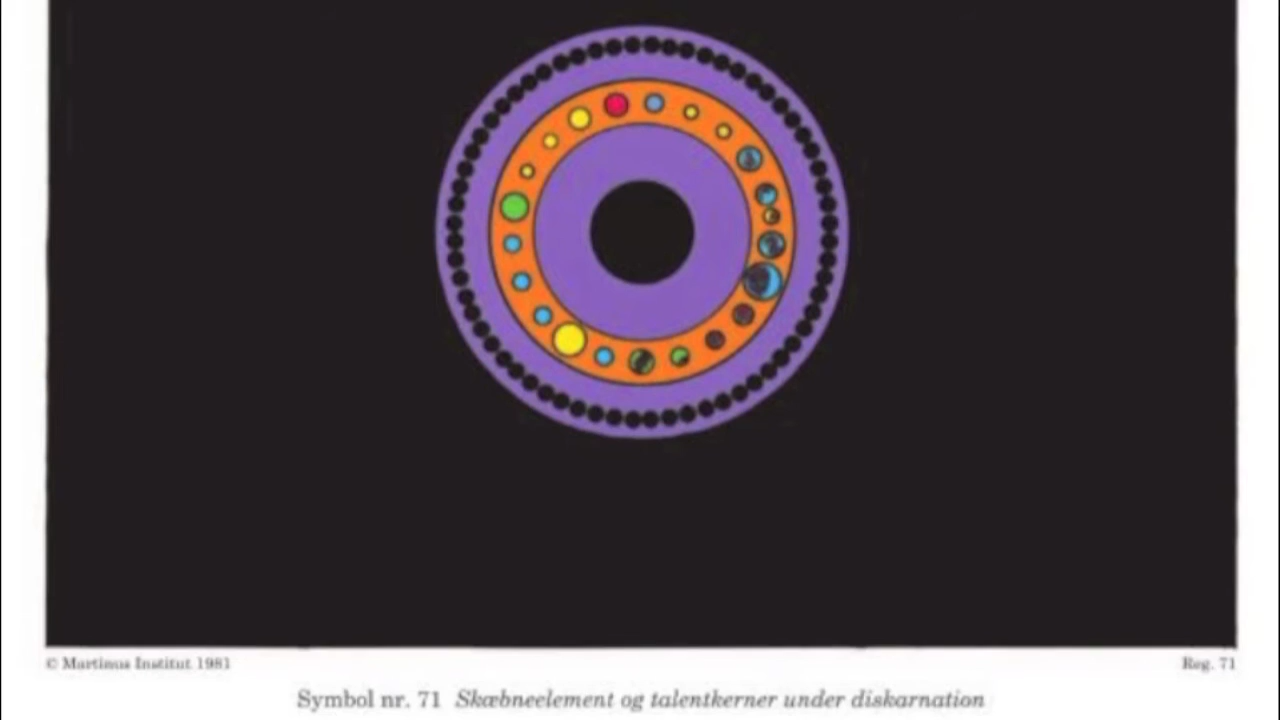 © Martinus Institut 1981
Reg. 71
Symbol nr. 71 Skæbneelement og talentkerner under diskarnation